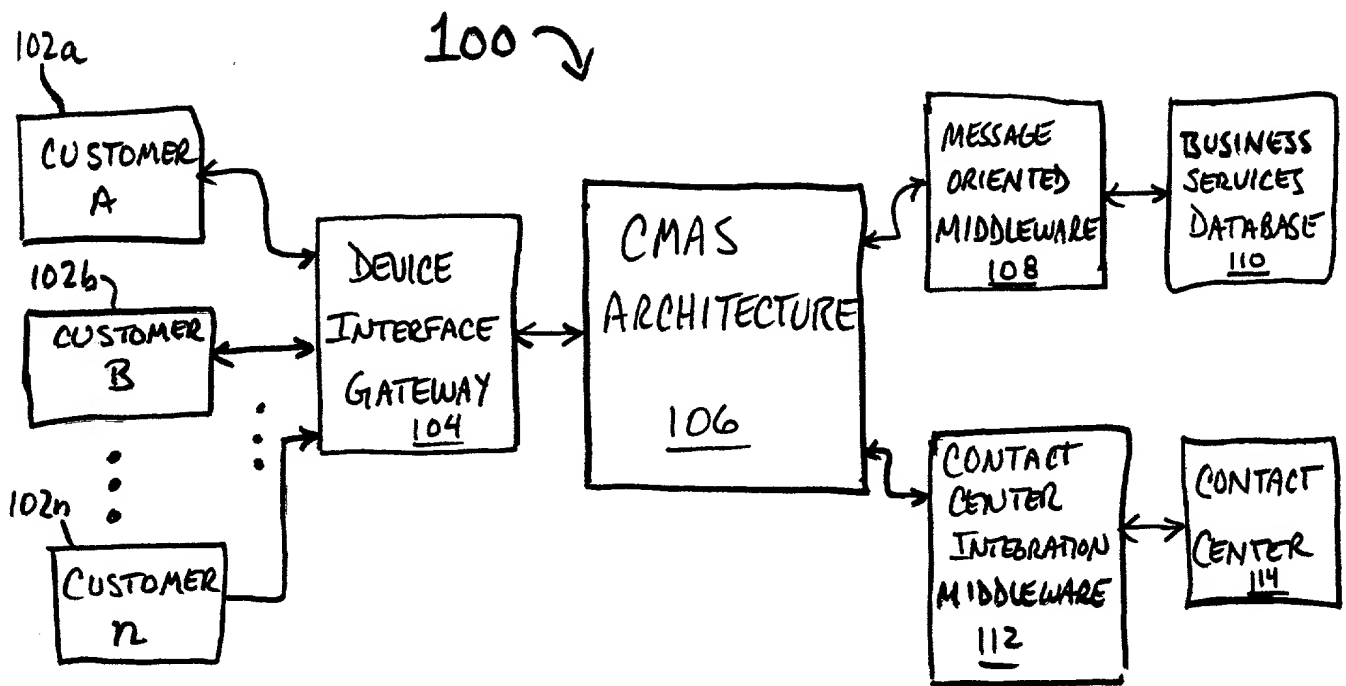 100
102a
CUSTOMER
A
102b
CUSTOMER
B
102n
CUSTOMER
n
DEVICE
INTERFACE
GATEWAY
104
CMAS
ARCHITECTURE
106
MESSAGE
ORIENTED
MIDDLEWARE
108
BUSINESS
SERVICES
DATABASE
110
CONTACT
CENTER
INTEGRATION
MIDDLEWARE
112
CONTACT
CENTER
114